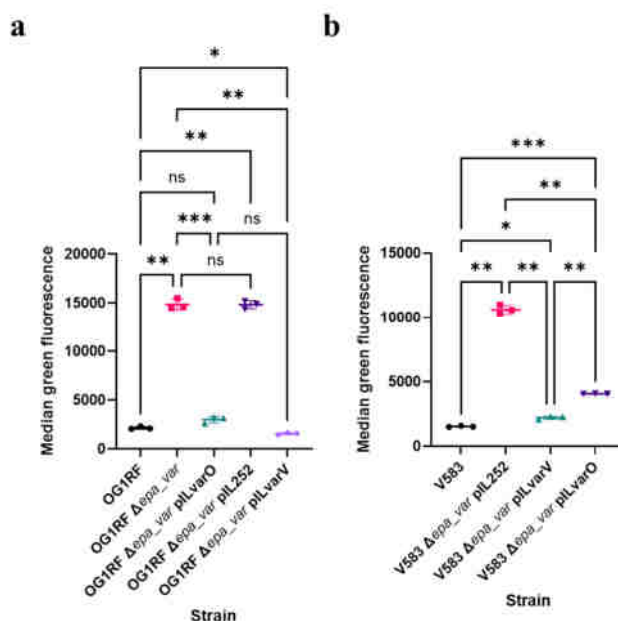 a
*
**
**
ns
*** ns
** ns
20000
15000
10000
5000
0
Median green fluorescence
OG1RF
OG1RF Δepa_var
OG1RF Δepa_var pILvarO
OG1RF Δepa_var pIL252
OG1RF Δepa_var pILvarV
Strain
b
***
**
*
** ** **
15000
10000
5000
0
Median green fluorescence
V583
V583 Δepa_var pIL252
V583 Δepa_var pILvarV
V583 Δepa_var pILvarO
Strain